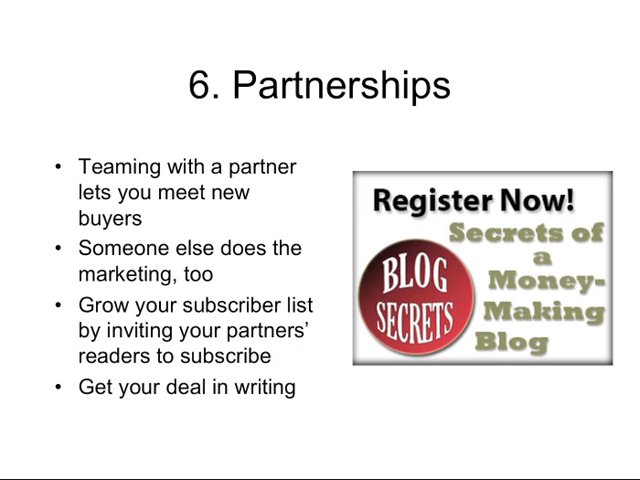 6. Partnerships
• Teaming with a partner
lets you meet new
buyers
• Someone else does the
marketing, too
• Grow your subscriber list
by inviting your partners’
readers to subscribe
• Get your deal in writing
Register Now!
BLOG
SECRETS
Secrets of
a
Money-
Making
Blog